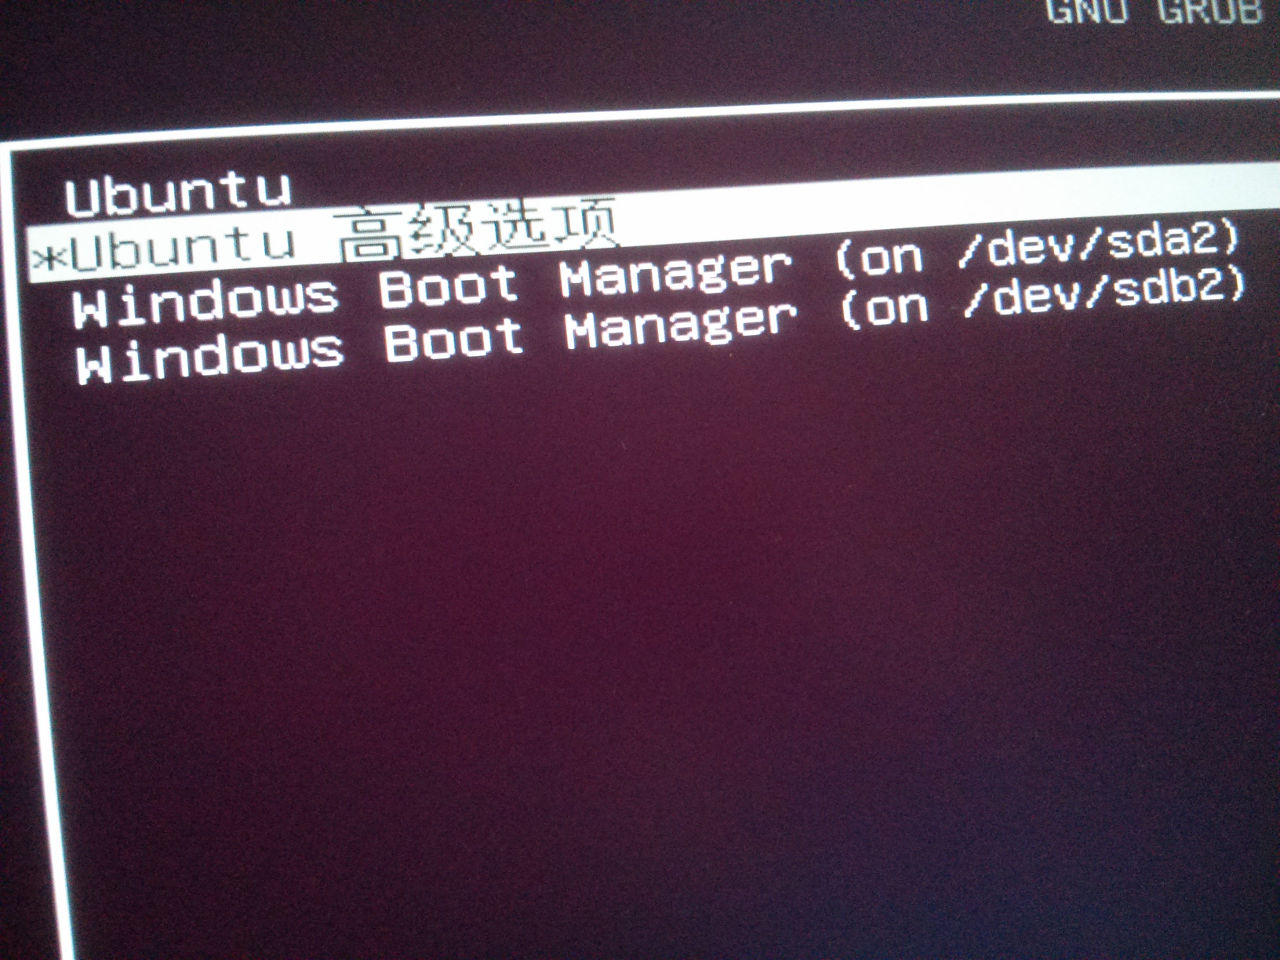 GNU GRUB
Ubuntu
*Ubuntu 高级选项
Windows Boot Manager (on /dev/sda2)
Windows Boot Manager (on /dev/sdb2)